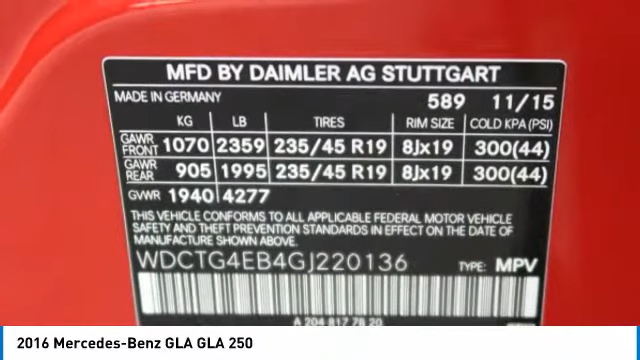 MFD BY DAIMLER AG STUTTGART
MADE IN GERMANY 589 11/15
KG LB TIRES RIM SIZE COLD KPA (PSI)
GAWR FRONT 1070 2359 235/45 R19 8Jx19 300(44)
GAWR REAR 905 1995 235/45 R19 8Jx19 300(44)
GVWR 1940 4277
THIS VEHICLE CONFORMS TO ALL APPLICABLE FEDERAL MOTOR VEHICLE
SAFETY AND THEFT PREVENTION STANDARDS IN EFFECT ON THE DATE OF
MANUFACTURE SHOWN ABOVE.
WDCTG4EB4GJ220136 TYPE: MPV
A 204 817 78 20
2016 Mercedes-Benz GLA GLA 250